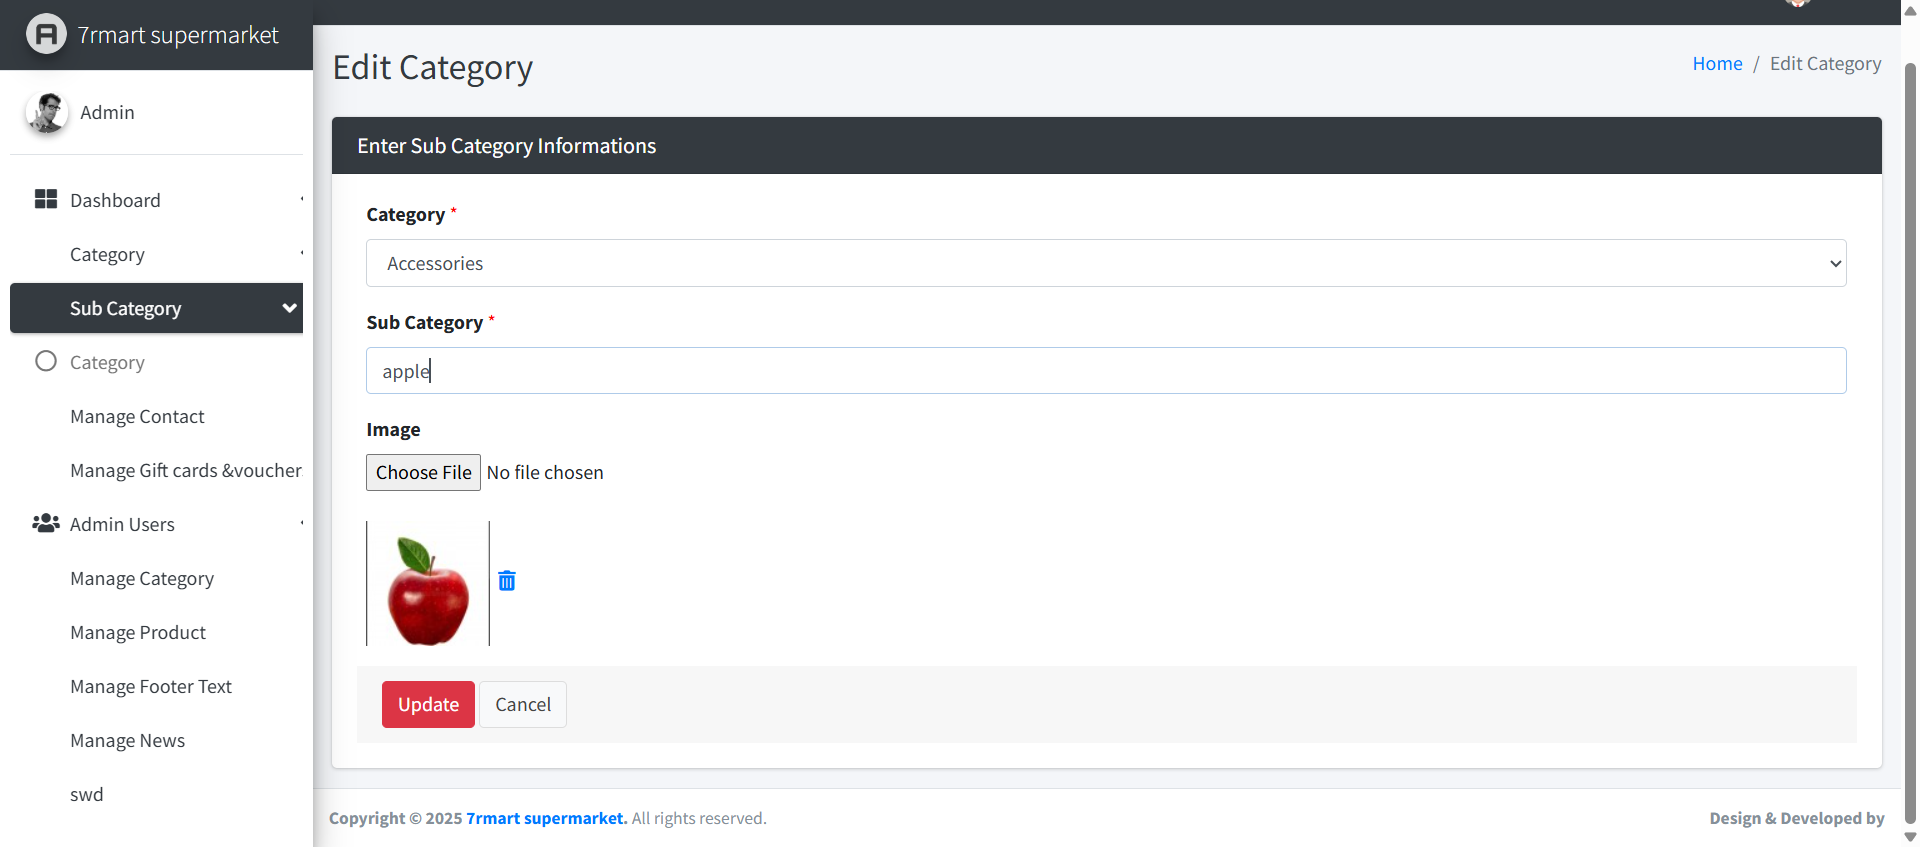 7rmart supermarket
Admin
Dashboard
Category
Sub Category
Category
Manage Contact
Manage Gift cards &voucher
Admin Users
Manage Category
Manage Product
Manage Footer Text
Manage News
swd
Edit Category
Home / Edit Category
Enter Sub Category Informations
Category *
Accessories
Sub Category *
apple
Image
Choose File No file chosen
Update Cancel
Copyright © 2025 7rmart supermarket. All rights reserved.
Design & Developed by